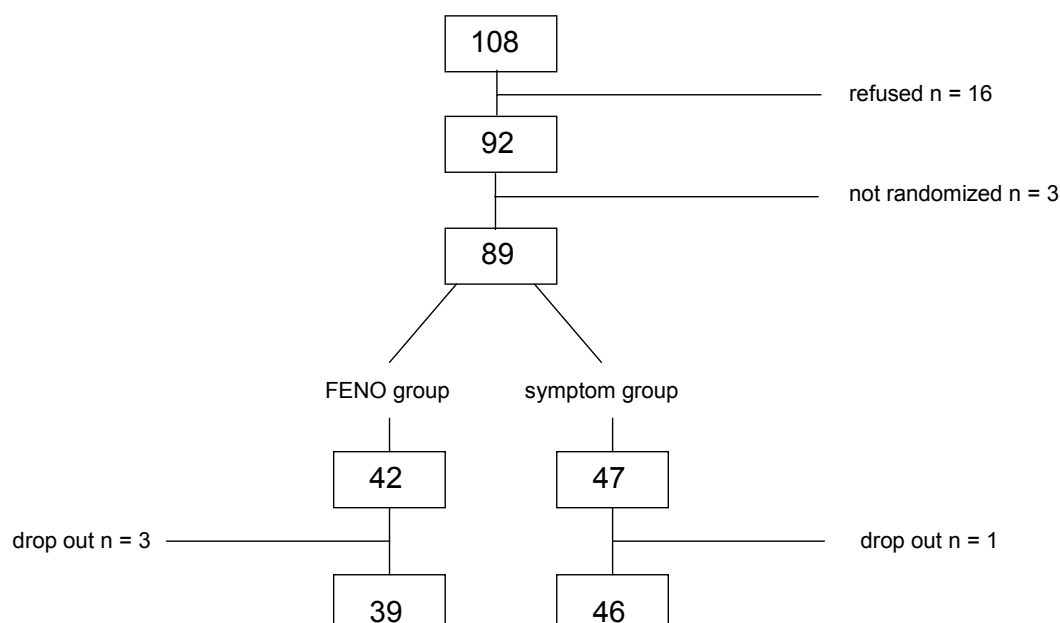 108
refused n = 16
92
not randomized n = 3
89
FENO group symptom group
42 47
drop out n = 3 drop out n = 1
39 46